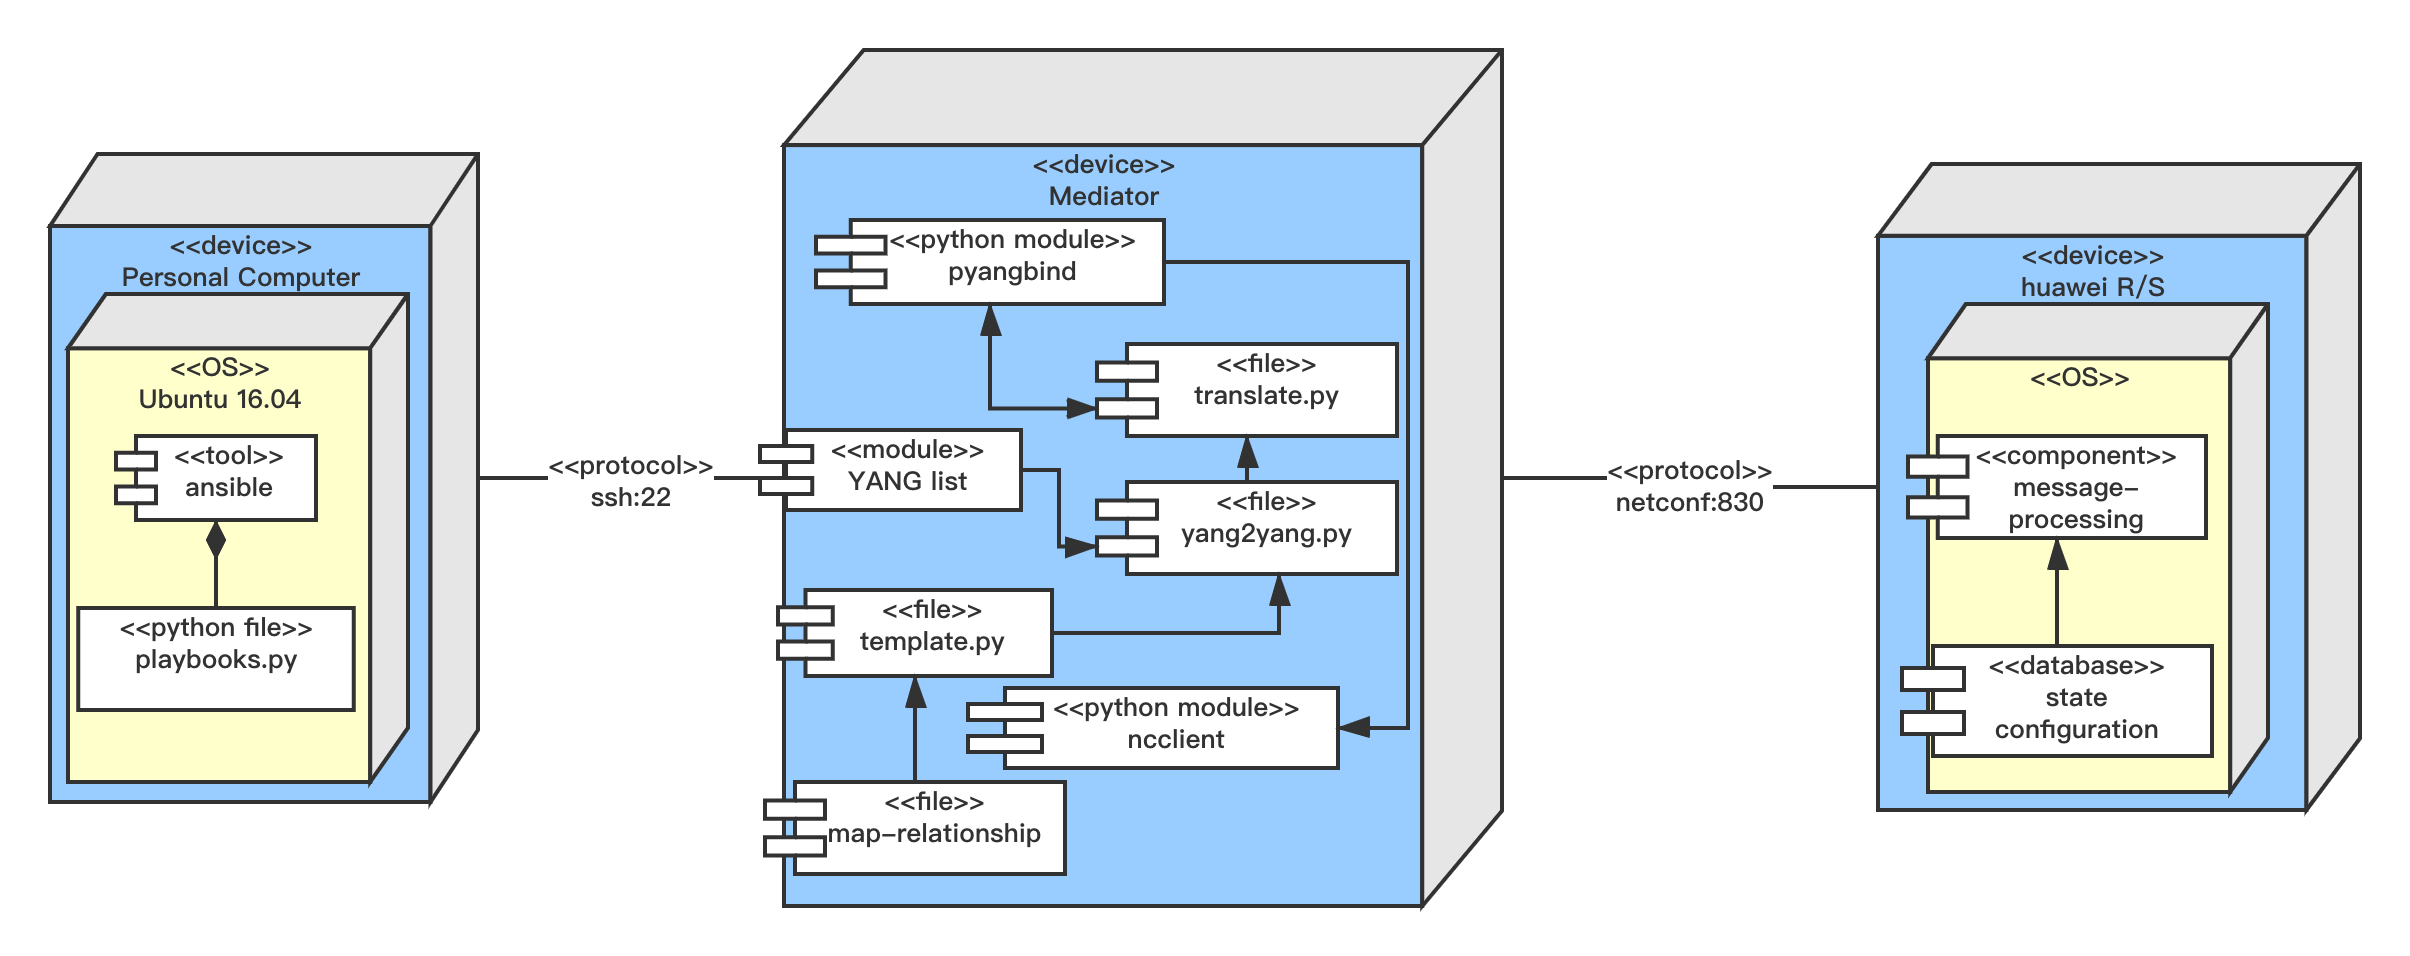 <<device>>
Personal Computer
<<OS>>
Ubuntu 16.04
<<tool>>
ansible
<<python file>>
playbooks.py
<<protocol>>
ssh:22
<<device>>
Mediator
<<python module>>
pyangbind
<<file>>
translate.py
<<module>>
YANG list
<<file>>
yang2yang.py
<<file>>
template.py
<<python module>>
ncclient
<<file>>
map-relationship
<<protocol>>
netconf:830
<<device>>
huawei R/S
<<OS>>
<<component>>
message-
processing
<<database>>
state
configuration